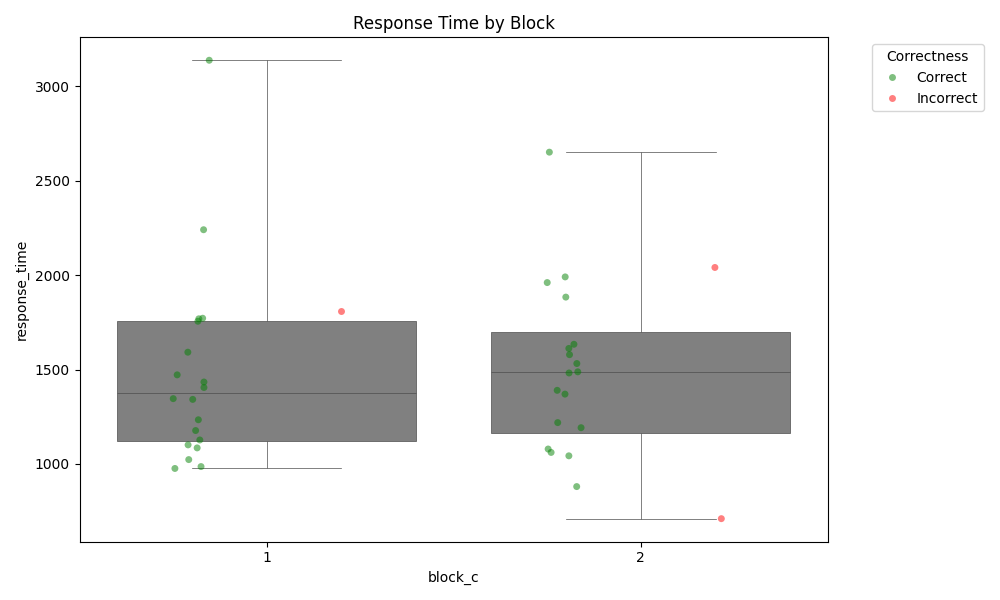 Response Time by Block
Correctness
Correct
Incorrect
3000
2500
2000
1500
1000
response_time
1
2
block_c